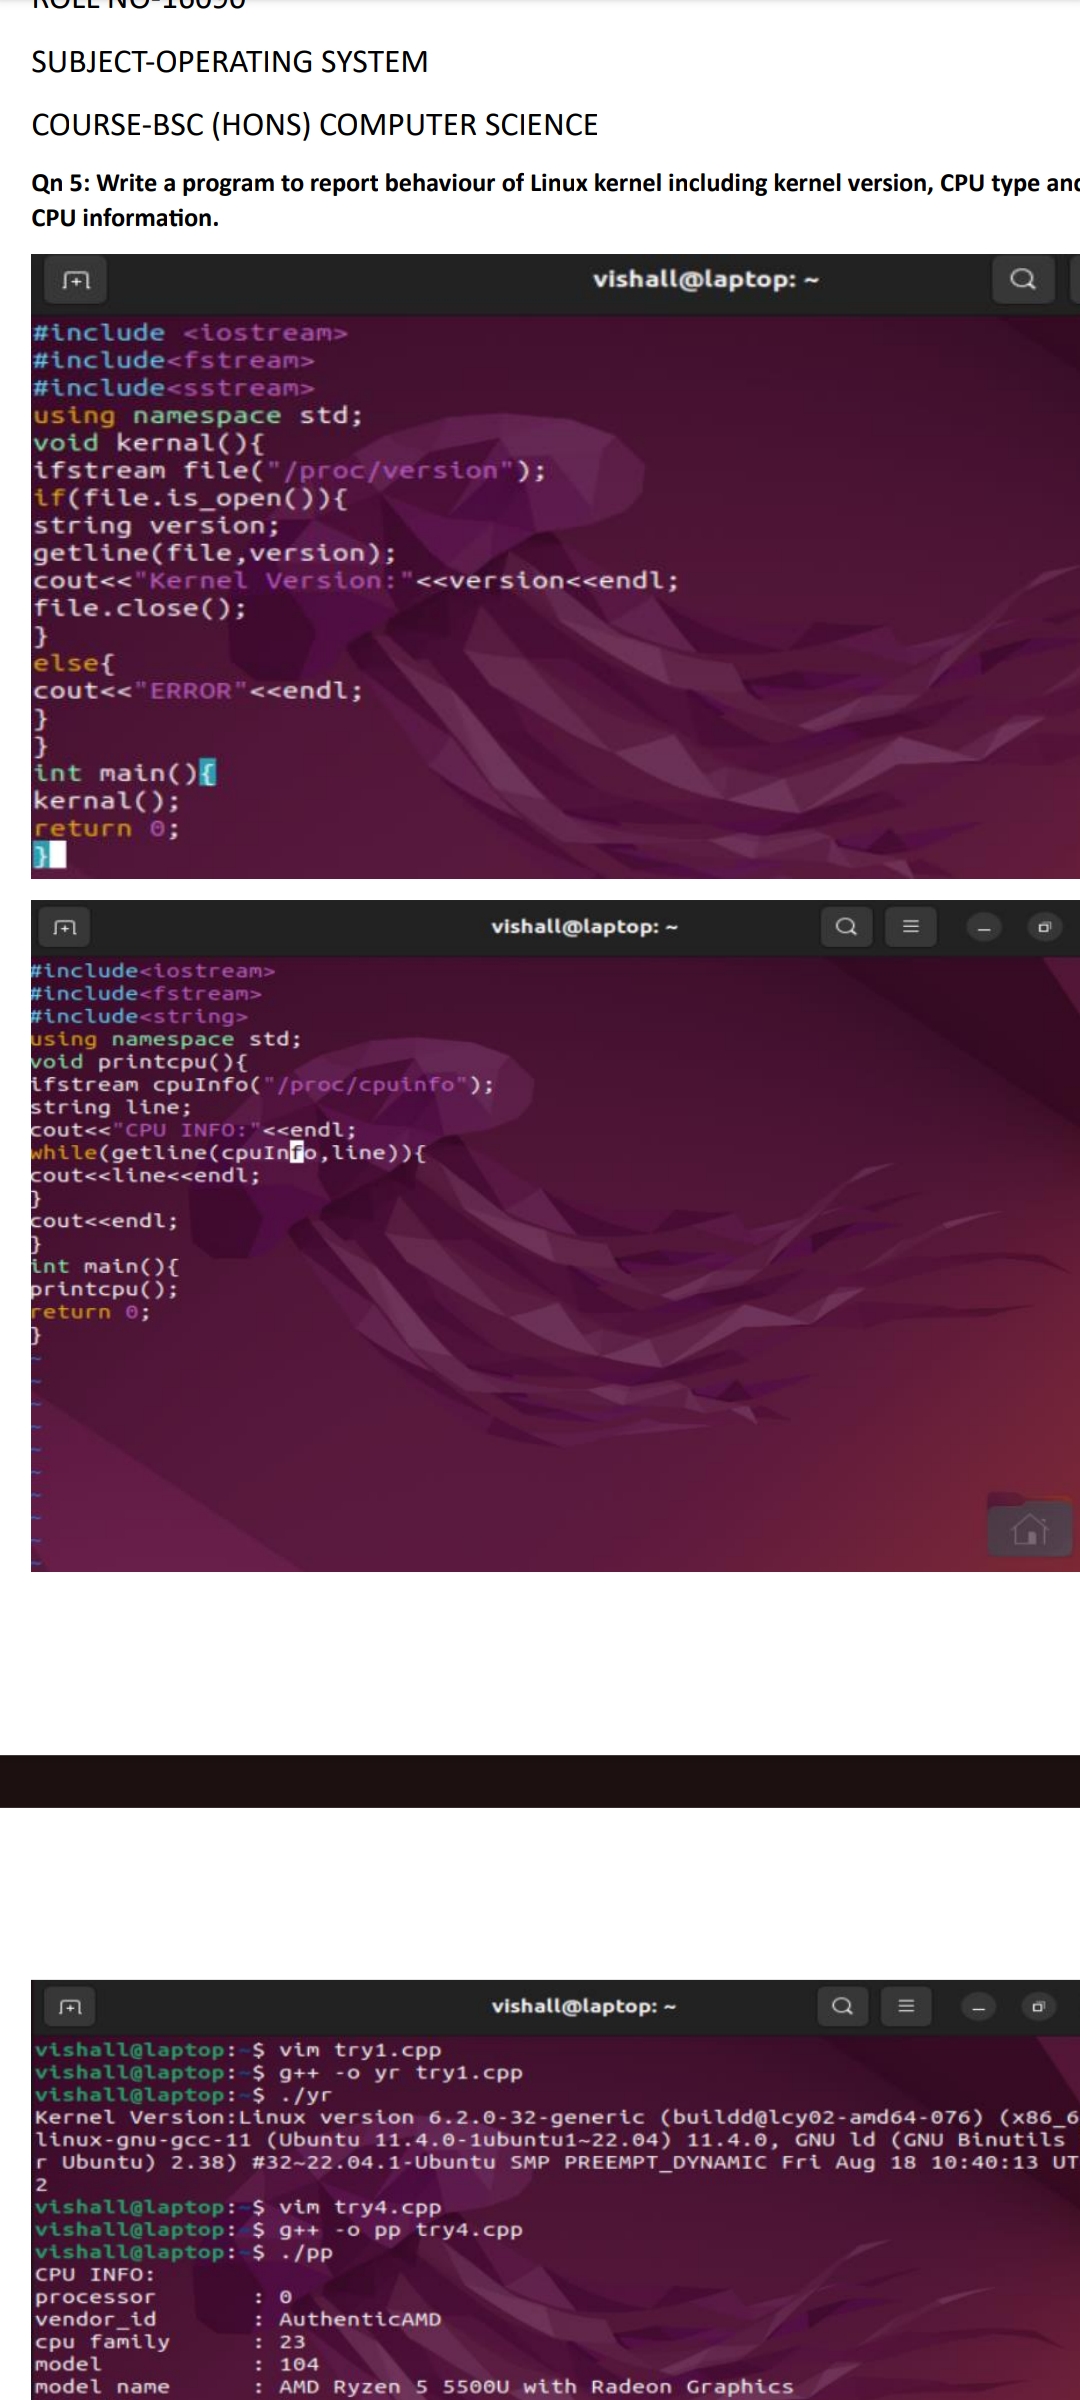 ROLL NO-16090
SUBJECT-OPERATING SYSTEM
COURSE-BSC (HONS) COMPUTER SCIENCE
Qn 5: Write a program to report behaviour of Linux kernel including kernel version, CPU type and
CPU information.
vishall@laptop: ~
#include <iostream>
#include<fstream>
#include<sstream>
using namespace std;
void kernal(){
ifstream file("/proc/version");
if(file.is_open()){
string version;
getline(file,version);
cout<<"Kernel Version:"<<version<<endl;
file.close();
}
else{
cout<<"ERROR"<<endl;
}
}
int main(){
kernal();
return 0;
}
vishall@laptop: ~
#include<iostream>
#include<fstream>
#include<string>
using namespace std;
void printcpu(){
ifstream cpuInfo("/proc/cpuinfo");
string line;
cout<<"CPU INFO:"<<endl;
while(getline(cpuInfo,line)){
cout<<line<<endl;
}
cout<<endl;
}
int main(){
printcpu();
return 0;
}
~
~
~
~
~
~
~
~
~
~
vishall@laptop: ~
vishall@laptop:~$ vim try1.cpp
vishall@laptop:~$ g++ -o yr try1.cpp
vishall@laptop:~$ ./yr
Kernel Version:Linux version 6.2.0-32-generic (buildd@lcy02-amd64-076) (x86_6
linux-gnu-gcc-11 (Ubuntu 11.4.0-1ubuntu1~22.04) 11.4.0, GNU ld (GNU Binutils
r Ubuntu) 2.38) #32~22.04.1-Ubuntu SMP PREEMPT_DYNAMIC Fri Aug 18 10:40:13 UT
2
vishall@laptop:~$ vim try4.cpp
vishall@laptop:~$ g++ -o pp try4.cpp
vishall@laptop:~$ ./pp
CPU INFO:
processor : 0
vendor_id : AuthenticAMD
cpu family : 23
model : 104
model name : AMD Ryzen 5 5500U with Radeon Graphics